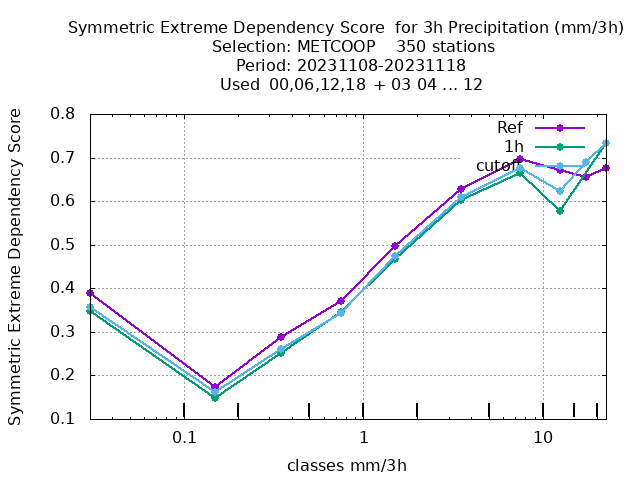 Symmetric Extreme Dependency Score  for 3h Precipitation (mm/3h)
Selection: METCOOP    350 stations
Period: 20231108-20231118
Used  00,06,12,18  + 03 04 ... 12
Symmetric Extreme Dependency Score
0.8
0.7
0.6
0.5
0.4
0.3
0.2
0.1
Ref
1h
cutoff
0.1
1
10
classes mm/3h